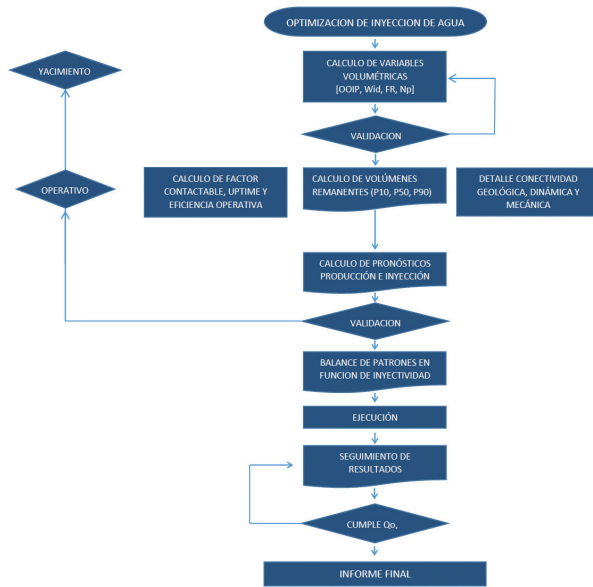 OPTIMIZACION DE INYECCION DE AGUA
CALCULO DE VARIABLES
VOLUMÉTRICAS
[OOIP, Wid, FR, Np]
YACIMIENTO
VALIDACION
CALCULO DE FACTOR
CONTACTABLE, UPTIME Y
EFICIENCIA OPERATIVA
CALCULO DE VOLÚMENES
REMANENTES (P10, P50, P90)
DETALLE CONECTIVIDAD
GEOLÓGICA, DINÁMICA Y
MECÁNICA
OPERATIVO
CALCULO DE PRONÓSTICOS
PRODUCCIÓN E INYECCIÓN
VALIDACION
BALANCE DE PATRONES EN
FUNCION DE INYECTIVIDAD
EJECUCIÓN
SEGUIMIENTO DE
RESULTADOS
CUMPLE Qo,
INFORME FINAL